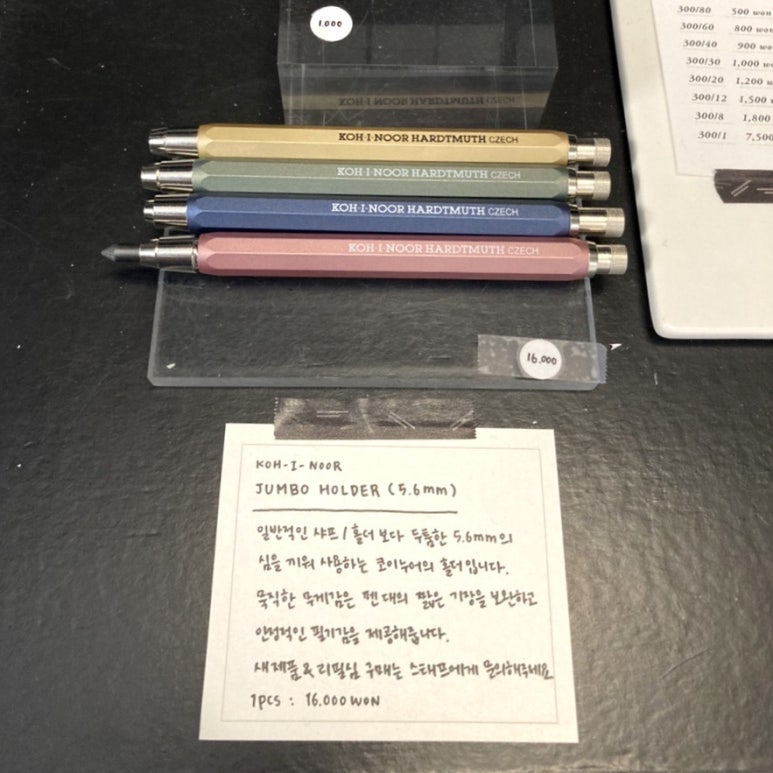 1.000
300/80 500 won
300/60 800 won
300/40 900 won
300/30 1,000 wo
300/20 1,200 w
300/12 1,500
300/8 1,800
300/1 7,500
KOH-I-NOOR HARDTMUTH CZECH
KOH-I-NOOR HARDTMUTH CZECH
KOH-I-NOOR HARDTMUTH CZECH
KOH-I-NOOR HARDTMUTH CZECH
KOH-I-NOOR HARDTMUTH CZECH
16.000
KOH-I-NOOR
JUMBO HOLDER (5.6mm)
일반적인 샤프 / 홀더 보다 두툼한 5.6mm의
심을 끼워 사용하는 코이누어의 홀더입니다.
묵직한 무게감은 펜대의 짧은 기장을 보완하고
안정적인 필기감을 제공해줍니다.
새제품 & 리필심 구매는 스태프에게 문의해주세요
1pcs : 16.000 WON